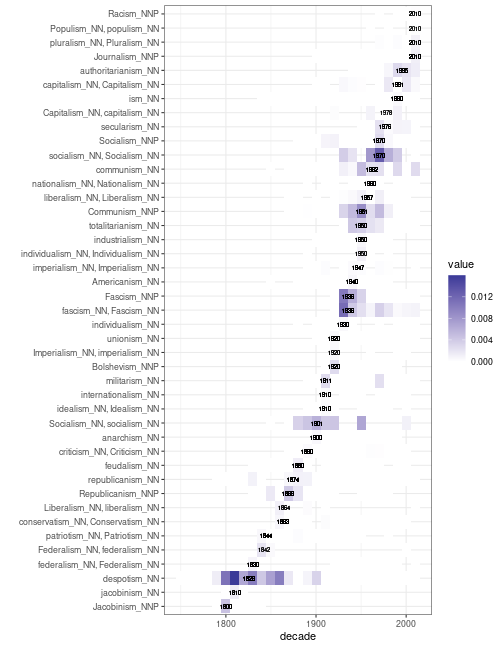 Racism_NNP 2010
Populism_NN, populism_NN 2010
pluralism_NN, Pluralism_NN 2010
Journalism_NNP 2010
authoritarianism_NN
capitalism_NN, Capitalism_NN 1991
ism_NN 1990
Capitalism_NN, capitalism_NN 1978
secularism_NN 1976
Socialism_NNP 1970
socialism_NN, Socialism_NN 1970
communism_NN 1962
nationalism_NN, Nationalism_NN 1960
liberalism_NN, Liberalism_NN 1957
Communism_NNP 1951
totalitarianism_NN 1950
industrialism_NN 1950
individualism_NN, Individualism_NN 1950
imperialism_NN, Imperialism_NN 1947
Americanism_NN 1940
Fascism_NNP 1936
fascism_NN, Fascism_NN 1936
individualism_NN 1930
unionism_NN 1920
Imperialism_NN, imperialism_NN 1920
Bolshevism_NNP 1920
militarism_NN 1911
internationalism_NN 1910
idealism_NN, Idealism_NN 1910
Socialism_NN, socialism_NN 1901
anarchism_NN 1900
criticism_NN, Criticism_NN 1890
feudalism_NN 1880
republicanism_NN 1874
Republicanism_NNP
Liberalism_NN, liberalism_NN 1864
conservatism_NN, Conservatism_NN 1863
patriotism_NN, Patriotism_NN 1844
Federalism_NN, federalism_NN 1842
federalism_NN, Federalism_NN 1830
despotism_NN
jacobinism_NN 1810
Jacobinism_NNP 1800
1800 1900 2000
decade
value
0.012
0.008
0.004
0.000